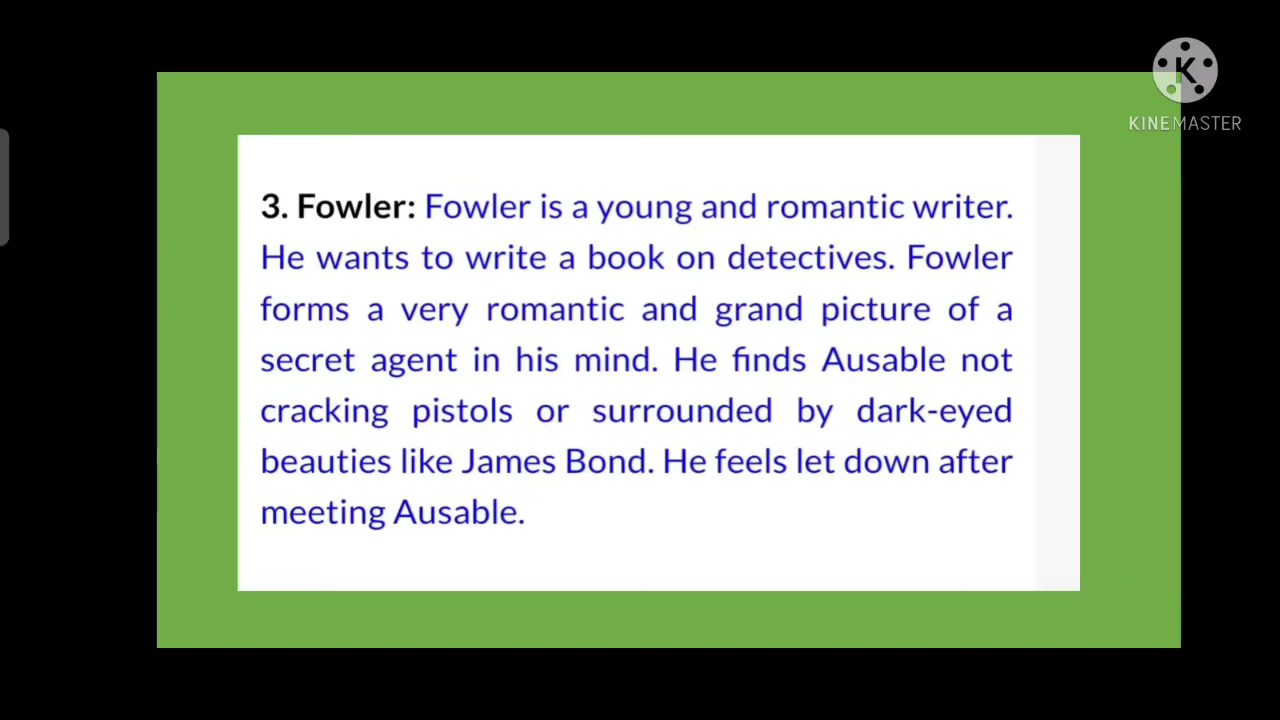 K
KINEMASTER
3. Fowler: Fowler is a young and romantic writer.
He wants to write a book on detectives. Fowler
forms a very romantic and grand picture of a
secret agent in his mind. He finds Ausable not
cracking pistols or surrounded by dark-eyed
beauties like James Bond. He feels let down after
meeting Ausable.